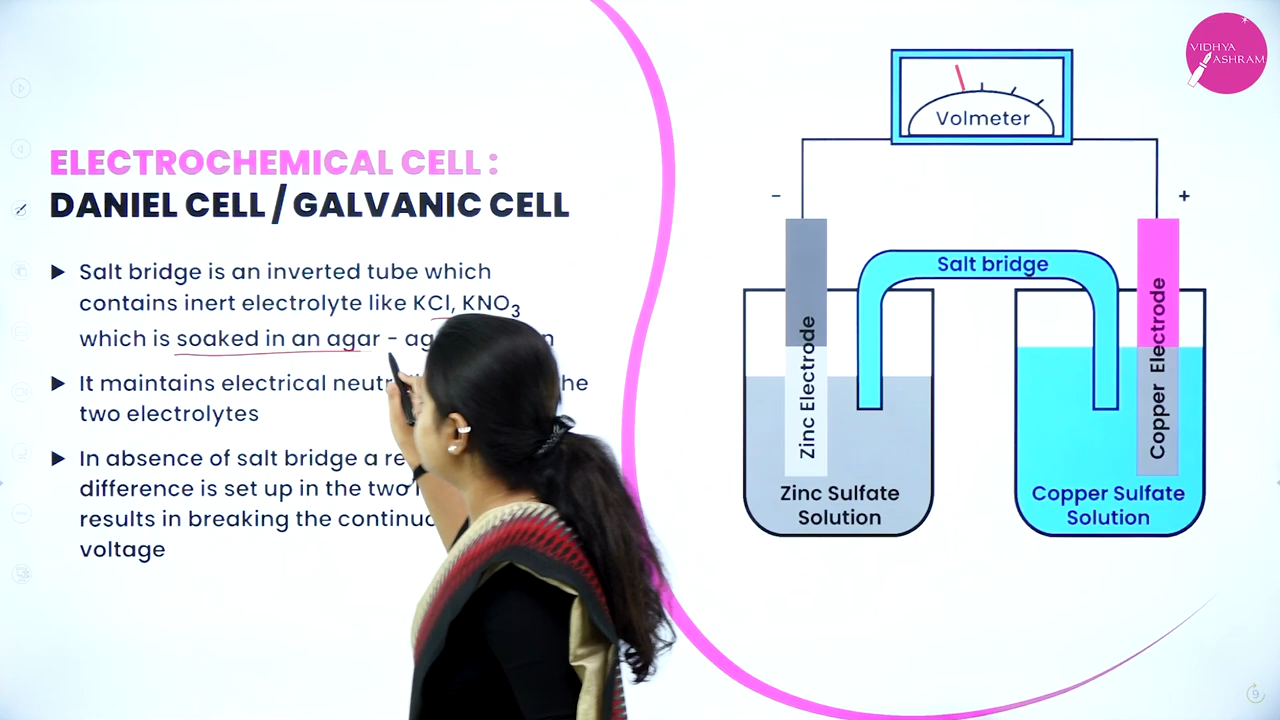 VIDHYA
ASHRAM
Volmeter
ELECTROCHEMICAL CELL :
DANIEL CELL / GALVANIC CELL
- +
Salt bridge is an inverted tube which
contains inert electrolyte like KCl, KNO3
which is soaked in an agar - ag
It maintains electrical neut he
two electrolytes
In absence of salt bridge a re
difference is set up in the two
results in breaking the continuo
voltage
Salt bridge
Zinc Electrode
Copper Electrode
Zinc Sulfate
Solution
Copper Sulfate
Solution
9